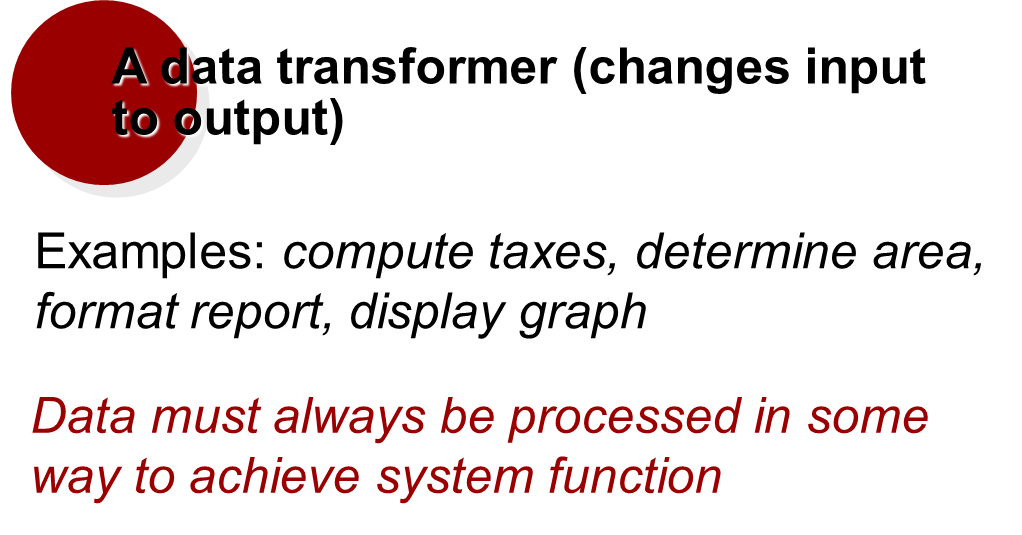 A data transformer (changes input
to output)
Examples: compute taxes, determine area,
format report, display graph
Data must always be processed in some
way to achieve system function